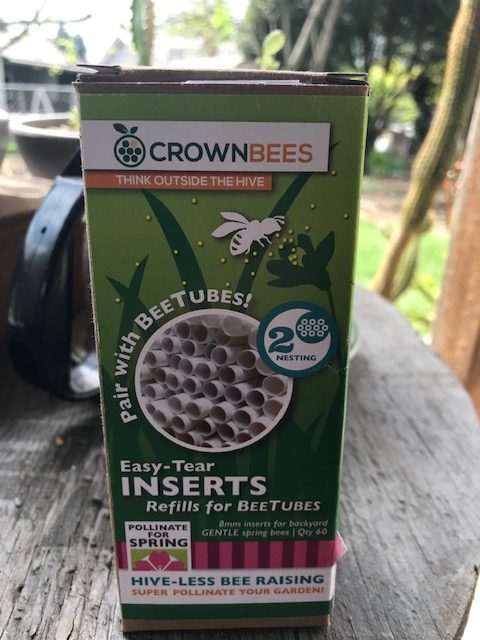 CROWNBEES
THINK OUTSIDE THE HIVE
Pair with BEETUBES!
2
NESTING
Easy-Tear
INSERTS
Refills for BEETUBES
8mm inserts for backyard
GENTLE spring bees | Qty 60
POLLINATE
FOR
SPRING
HIVE-LESS BEE RAISING
SUPER POLLINATE YOUR GARDEN!